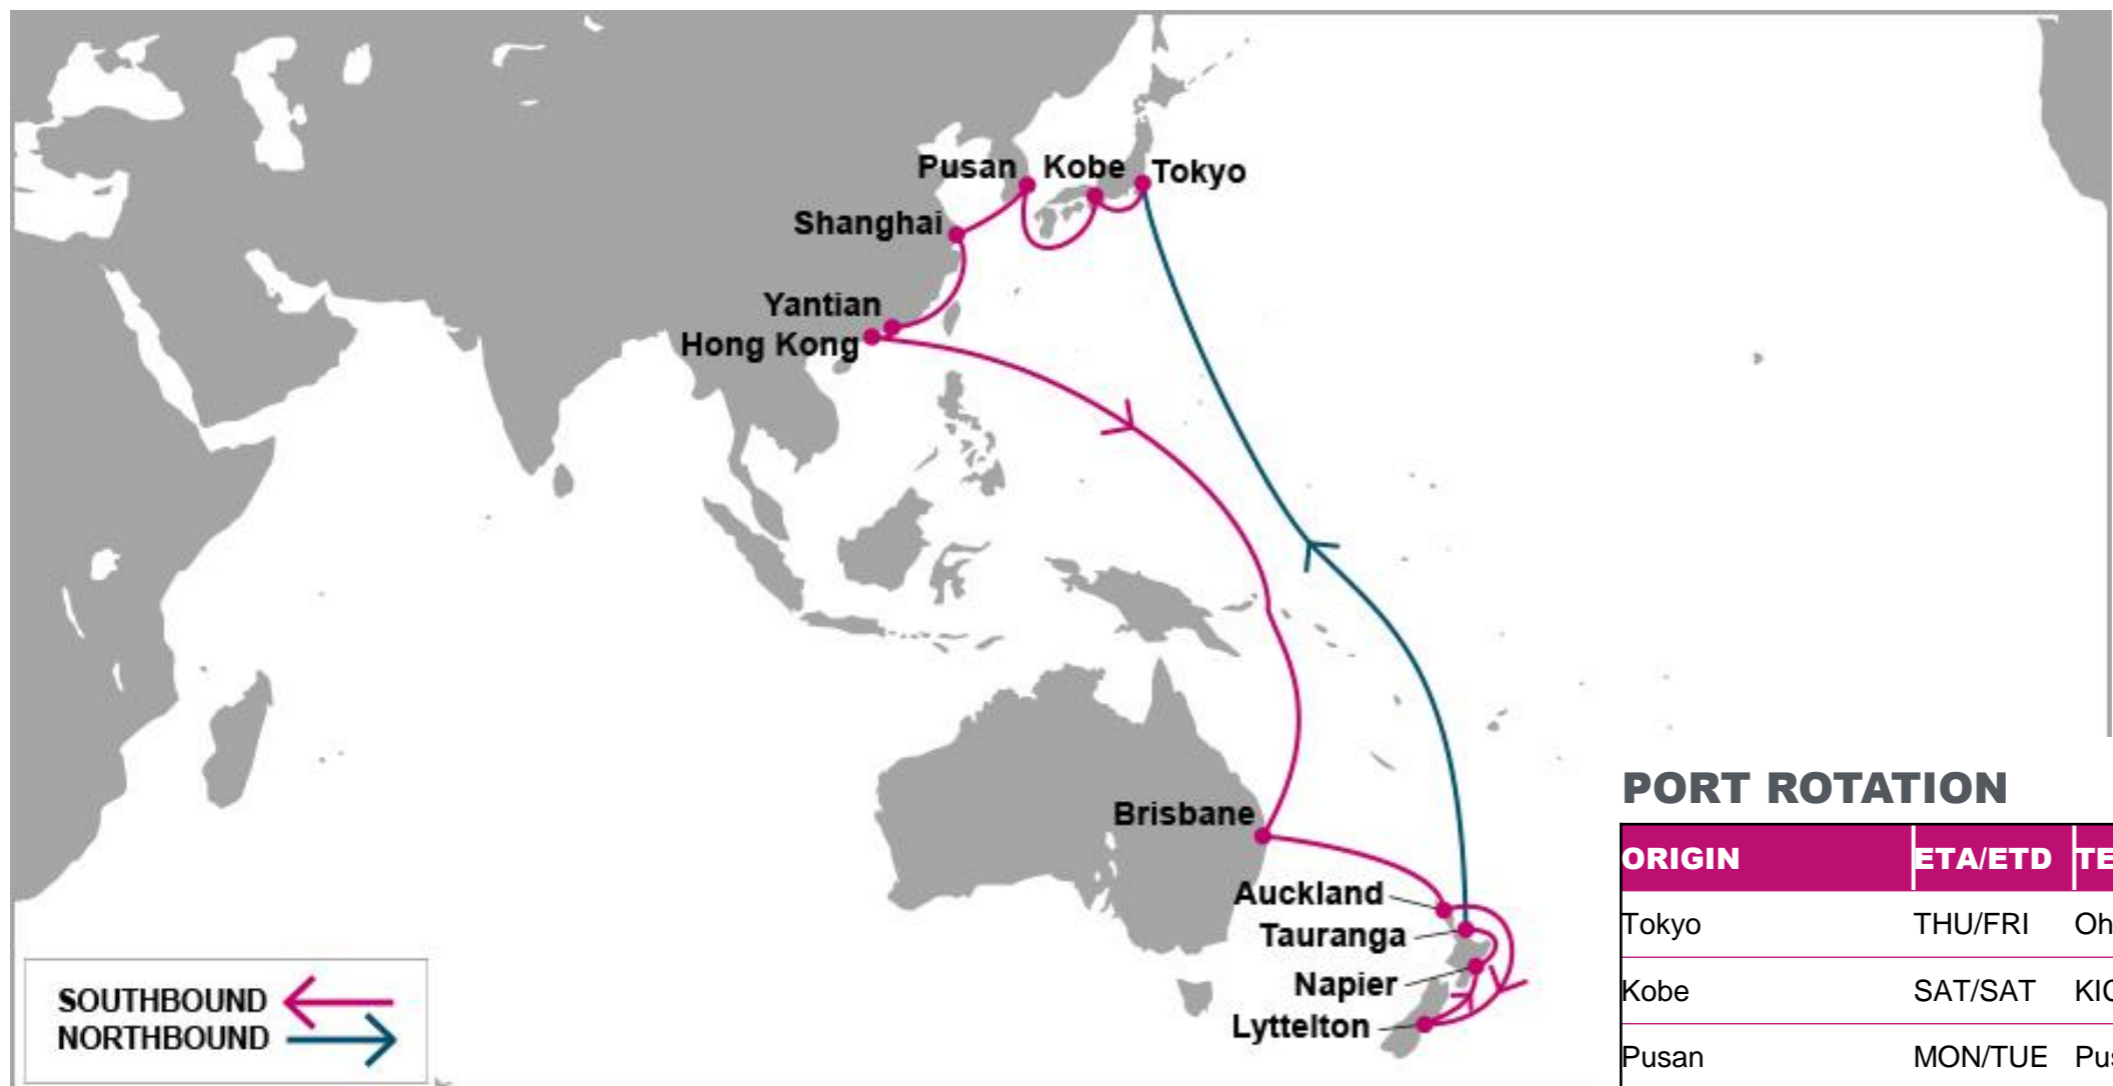 Pusan
Kobe
Tokyo
Shanghai
Yantian
Hong Kong
Brisbane
Auckland
Tauranga
Napier
Lyttelton
SOUTHBOUND
NORTHBOUND
PORT ROTATION
ORIGIN ETA/ETD
Tokyo THU/FRI
Kobe SAT/SAT
Pusan MON/TUE